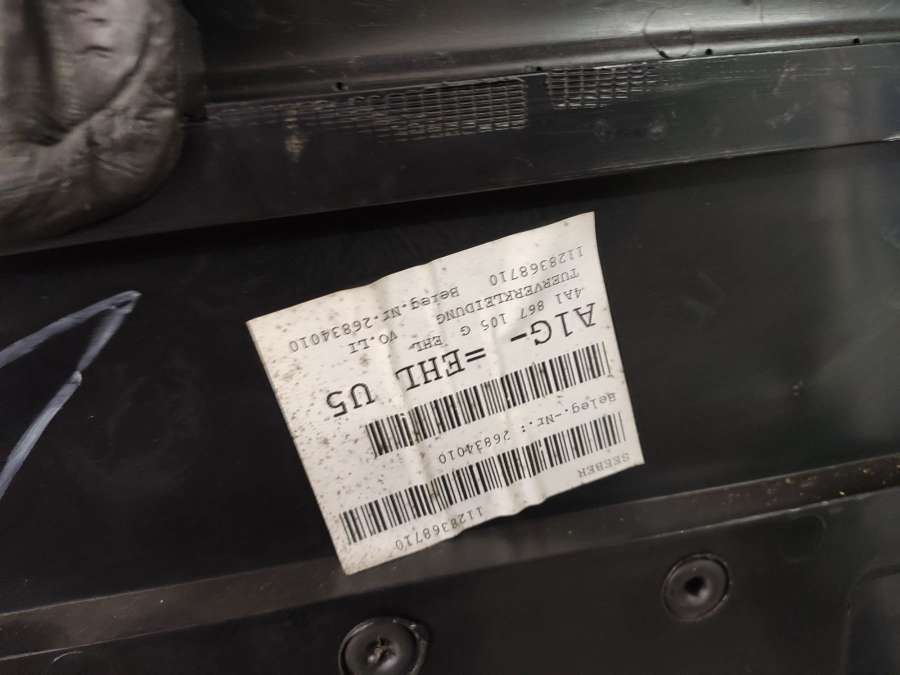 SEEBER 1128368710
Beleg.-Nr.: 26834010
A1G- =EHL U5
4A1 867 105 G EHL
TUERVERKLEIDUNG VO.LI
1128368710 Beleg.Nr.26834010